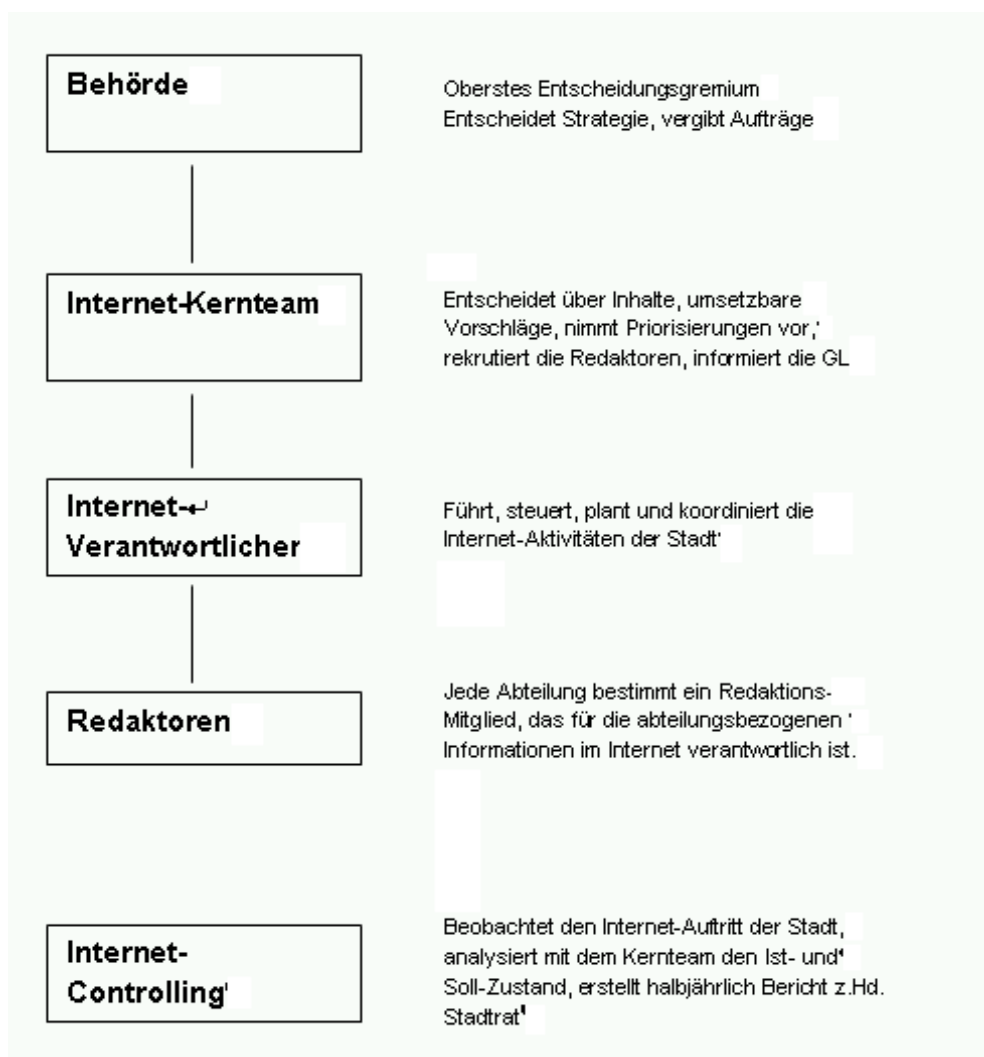 Behörde
Oberstes Entscheidungsgremium
Entscheidet Strategie, vergibt Aufträge
Internet-Kernteam
Entscheidet über Inhalte, umsetzbare
Vorschläge, nimmt Priorisierungen vor,
rekrutiert die Redaktoren, informiert die GL
Internet-↵
Verantwortlicher
Führt, steuert, plant und koordiniert die
Internet-Aktivitäten der Stadt
Redaktoren
Jede Abteilung bestimmt ein Redaktions-
Mitglied, das für die abteilungsbezogenen
Informationen im Internet verantwortlich ist.
Internet-
Controlling
Beobachtet den Internet-Auftritt der Stadt,
analysiert mit dem Kernteam den Ist- und
Soll-Zustand, erstellt halbjährlich Bericht z.Hd.
Stadtrat